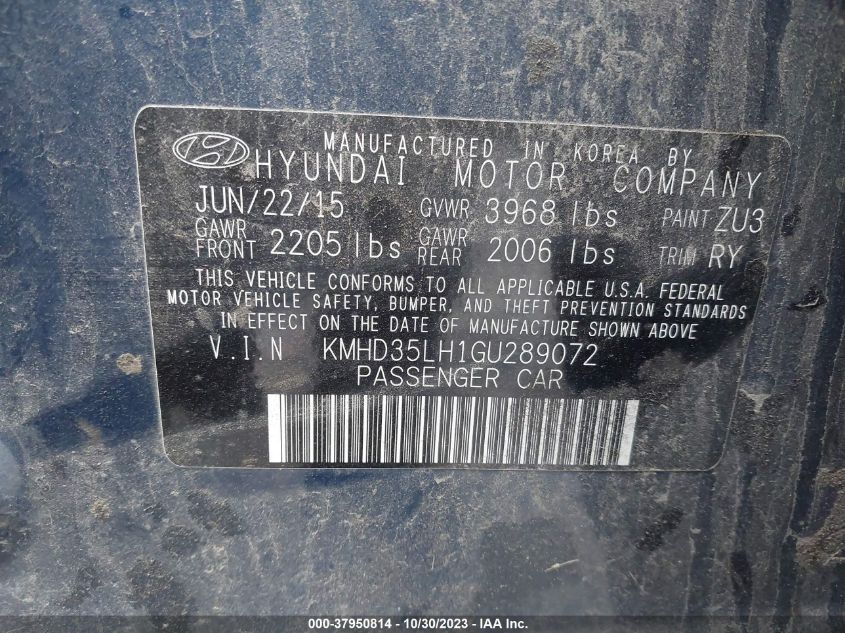 MANUFACTURED IN KOREA BY
HYUNDAI MOTOR COMPANY
JUN/22/15 GVWR 3968 lbs PAINT ZU3
GAWR FRONT 2205 lbs GAWR REAR 2006 lbs TRIM RY
THIS VEHICLE CONFORMS TO ALL APPLICABLE U.S.A. FEDERAL
MOTOR VEHICLE SAFETY, BUMPER, AND THEFT PREVENTION STANDARDS
IN EFFECT ON THE DATE OF MANUFACTURE SHOWN ABOVE
V.I.N KMHD35LH1GU289072
PASSENGER CAR
000-37950814 - 10/30/2023 - IAA Inc.